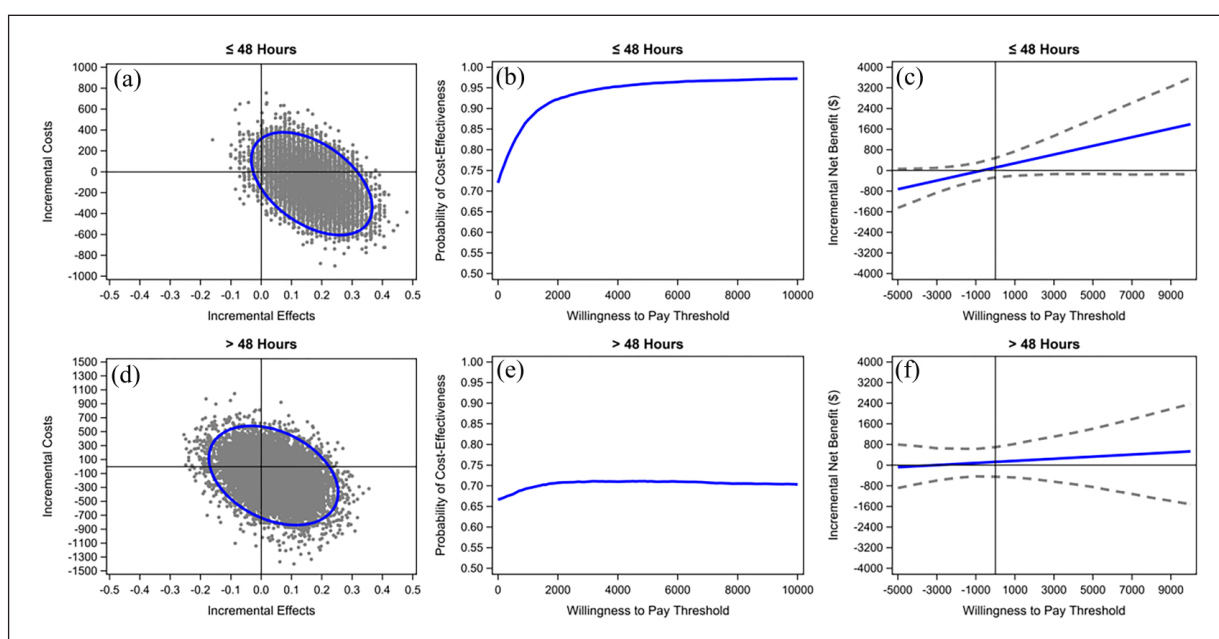 ≤ 48 Hours
(a)
Incremental Costs
1000
800
600
400
200
0
-200
-400
-600
-800
-1000
-0.5 -0.4 -0.3 -0.2 -0.1 0.0 0.1 0.2 0.3 0.4 0.5
Incremental Effects
≤ 48 Hours
(b)
Probability of Cost-Effectiveness
1.00
0.95
0.90
0.85
0.80
0.75
0.70
0.65
0.60
0.55
0.50
0 2000 4000 6000 8000 10000
Willingness to Pay Threshold
≤ 48 Hours
(c)
Incremental Net Benefit ($)
4000
3200
2400
1600
800
0
-800
-1600
-2400
-3200
-4000
-5000 -3000 -1000 1000 3000 5000 7000 9000
Willingness to Pay Threshold
> 48 Hours
(d)
Incremental Costs
1500
1300
1100
900
700
500
300
100
-100
-300
-500
-700
-900
-1100
-1300
-1500
-0.5 -0.4 -0.3 -0.2 -0.1 0.0 0.1 0.2 0.3 0.4 0.5
Incremental Effects
> 48 Hours
(e)
Probability of Cost-Effectiveness
1.00
0.95
0.90
0.85
0.80
0.75
0.70
0.65
0.60
0.55
0.50
0 2000 4000 6000 8000 10000
Willingness to Pay Threshold
> 48 Hours
(f)
Incremental Net Benefit ($)
4000
3200
2400
1600
800
0
-800
-1600
-2400
-3200
-4000
-5000 -3000 -1000 1000 3000 5000 7000 9000
Willingness to Pay Threshold